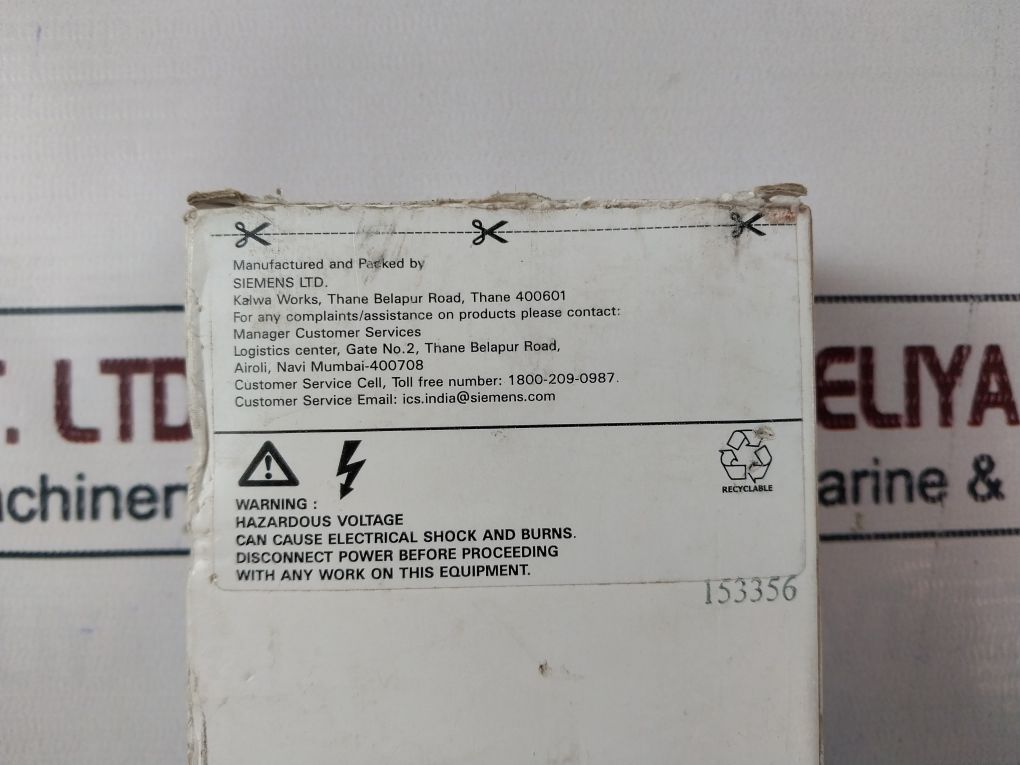 Manufactured and Packed by
SIEMENS LTD.
Kalwa Works, Thane Belapur Road, Thane 400601
For any complaints/assistance on products please contact:
Manager Customer Services
Logistics center, Gate No.2, Thane Belapur Road,
Airoli, Navi Mumbai-400708
Customer Service Cell, Toll free number: 1800-209-0987.
Customer Service Email: ics.india@siemens.com
RECYCLABLE
WARNING :
HAZARDOUS VOLTAGE
CAN CAUSE ELECTRICAL SHOCK AND BURNS.
DISCONNECT POWER BEFORE PROCEEDING
WITH ANY WORK ON THIS EQUIPMENT.
153356
. LTD
ELIYA
&